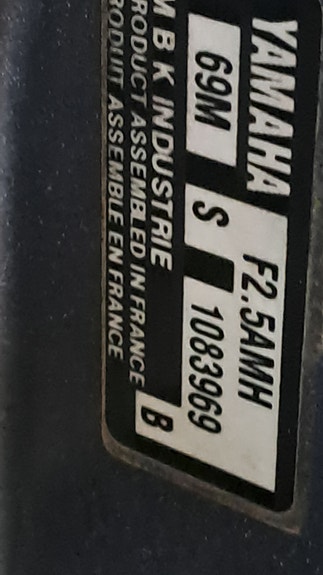 YAMAHA F2.5AMH
69M S 1083969 B
M B K INDUSTRIE
PRODUCT ASSEMBLED IN FRANCE
PRODUIT ASSEMBLE EN FRANCE